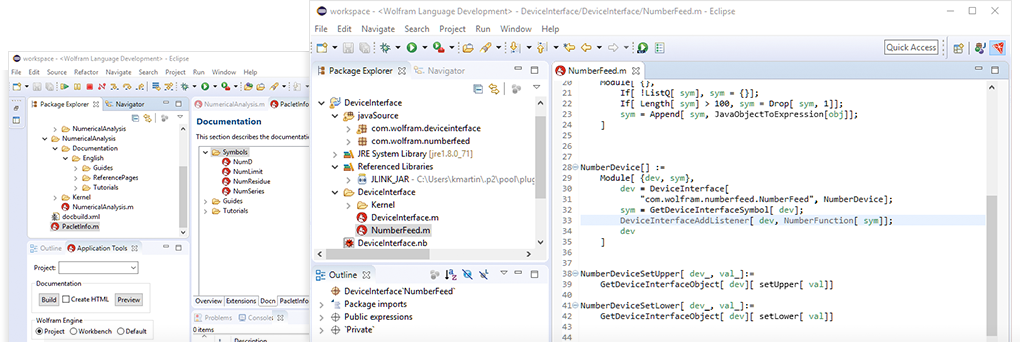 workspace - <Wolfram Language Development> - Eclipse
File Edit Source Refactor Navigate Search Project Run Window Help
Package Explorer Navigator
NumericalAnalysis
NumericalAnalysis
Documentation
English
Guides
ReferencePages
Tutorials
Kernel
NumericalAnalysis.m
docbuild.xml
PacletInfo.m
Outline Application Tools
Project:
Documentation
Build Create HTML Preview
Wolfram Engine
Project Workbench Default
NumericalAnalysis.m PacletIn
Documentation
This section describes the documentatio
Symbols
NumD
NumLimit
NumResidue
NumSeries
Guides
Tutorials
Overview Extensions Docn PacletInfo
Problems Console
0 items
Description
workspace - <Wolfram Language Development> - DeviceInterface/DeviceInterface/NumberFeed.m - Eclipse
File Edit Navigate Search Project Run Window Help
Quick Access
Package Explorer Navigator
DeviceInterface
javaSource
com.wolfram.deviceinterface
com.wolfram.numberfeed
JRE System Library [jre1.8.0_71]
Referenced Libraries
JLINK_JAR - C:\Users\kmartin\.p2\pool\plug
DeviceInterface
Kernel
DeviceInterface.m
NumberFeed.m
DeviceInterface.nb
Outline
DeviceInterface`NumberFeed`
Package imports
Public expressions
`Private`
NumberFeed.m
20 Module[ {},
21 If[ !ListQ[ sym], sym = {}];
22 If[ Length[ sym] > 100, sym = Drop[ sym, 1]];
23 sym = Append[ sym, JavaObjectToExpression[obj]];
24 ]
25
26
27
28 NumberDevice[] :=
29 Module[ {dev, sym},
30 dev = DeviceInterface[
31 "com.wolfram.numberfeed.NumberFeed", NumberDevice];
32 sym = GetDeviceInterfaceSymbol[ dev];
33 DeviceInterfaceAddListener[ dev, NumberFunction[ sym]];
34 dev
35 ]
36
37
38 NumberDeviceSetUpper[ dev_, val_]:=
39 GetDeviceInterfaceObject[ dev][ setUpper[ val]]
40
41 NumberDeviceSetLower[ dev_, val_]:=
42 GetDeviceInterfaceObject[ dev][ setLower[ val]]
43
44